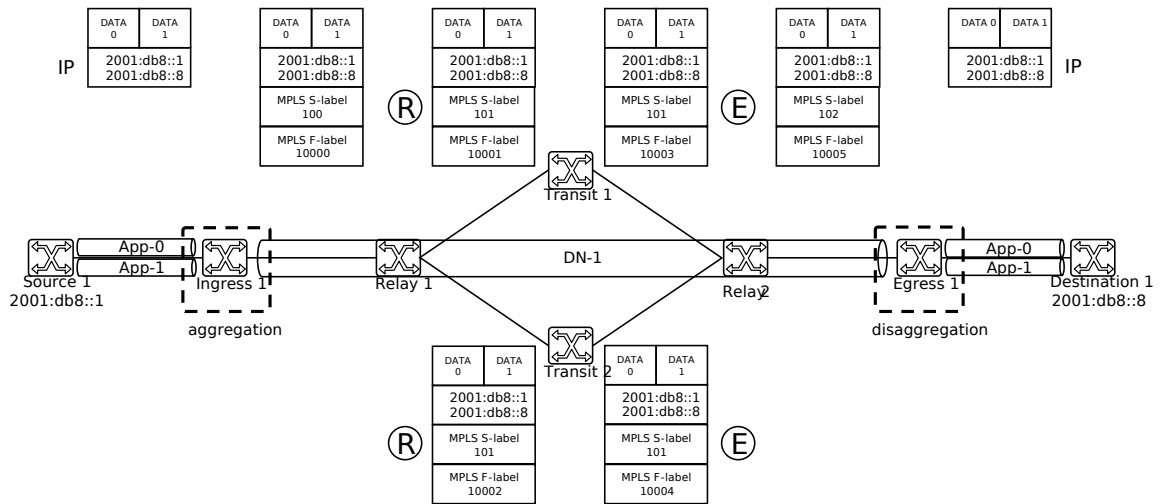 DATA 0 DATA 1
2001:db8::1
2001:db8::8
IP
DATA 0 DATA 1
2001:db8::1
2001:db8::8
MPLS S-label
100
MPLS F-label
10000
R
DATA 0 DATA 1
2001:db8::1
2001:db8::8
MPLS S-label
101
MPLS F-label
10001
DATA 0 DATA 1
2001:db8::1
2001:db8::8
MPLS S-label
101
MPLS F-label
10003
E
DATA 0 DATA 1
2001:db8::1
2001:db8::8
MPLS S-label
102
MPLS F-label
10005
DATA 0 DATA 1
2001:db8::1
2001:db8::8
IP
Transit 1
App-0
App-1
Source 1
2001:db8::1
Ingress 1
aggregation
Relay 1
DN-1
Relay 2
Egress 1
disaggregation
App-0
App-1
Destination 1
2001:db8::8
Transit 2
R
DATA 0 DATA 1
2001:db8::1
2001:db8::8
MPLS S-label
101
MPLS F-label
10002
DATA 0 DATA 1
2001:db8::1
2001:db8::8
MPLS S-label
101
MPLS F-label
10004
E